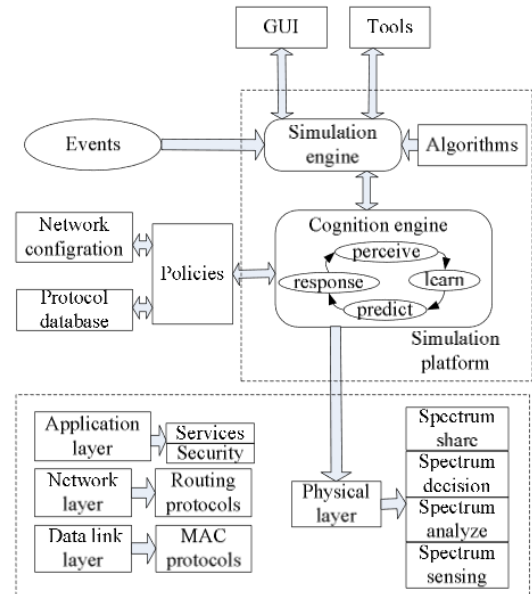 GUI
Tools
Events
Simulation
engine
Algorithms
Network
configration
Protocol
database
Policies
Cognition engine
perceive
response
learn
predict
Simulation
platform
Application
layer
Services
Security
Network
layer
Routing
protocols
Data link
layer
MAC
protocols
Physical
layer
Spectrum
share
Spectrum
decision
Spectrum
analyze
Spectrum
sensing